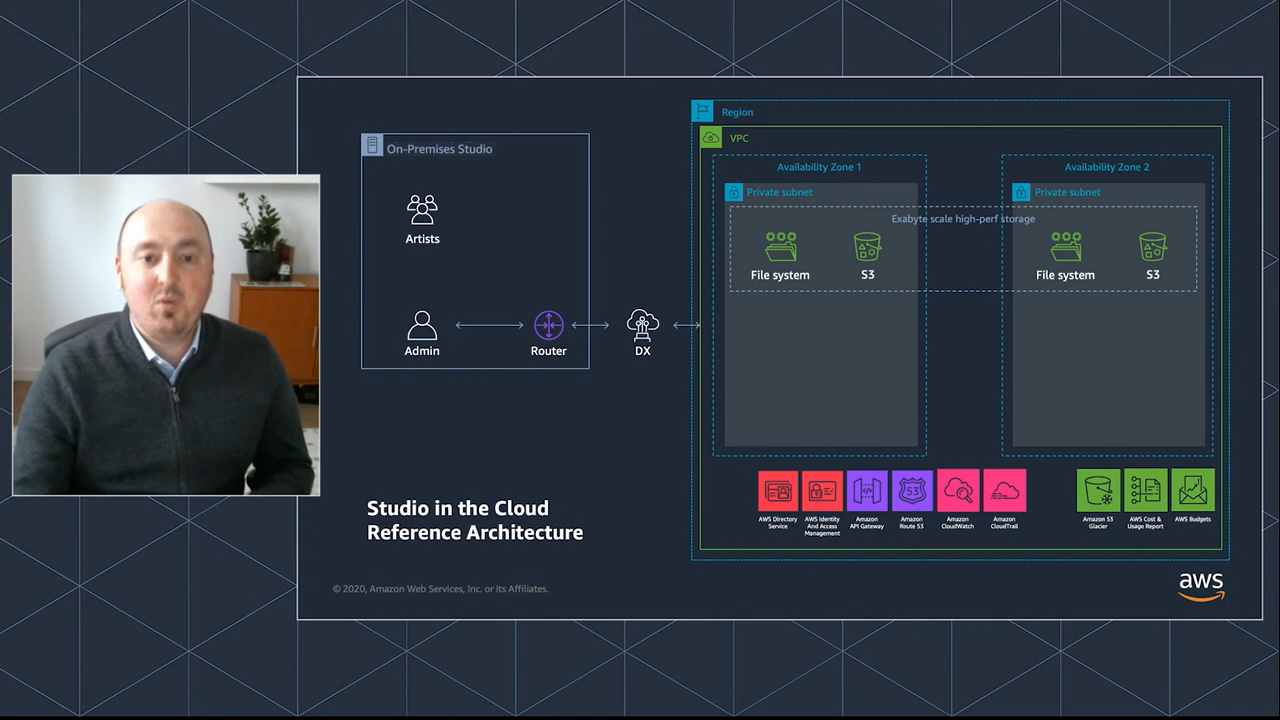 Region
VPC
On-Premises Studio
Availability Zone 1
Availability Zone 2
Private subnet
Private subnet
Exabyte scale high-perf storage
Artists
File system
S3
File system
S3
Admin
Router
DX
Studio in the Cloud
Reference Architecture
53
AWS Directory
Service
AWS Identity
And Access
Management
Amazon
API Gateway
Amazon
Route 53
Amazon
CloudWatch
Amazon
CloudTrail
Amazon S3
Glacier
AWS Cost &
Usage Report
AWS Budgets
© 2020, Amazon Web Services, Inc. or its Affiliates.
aws